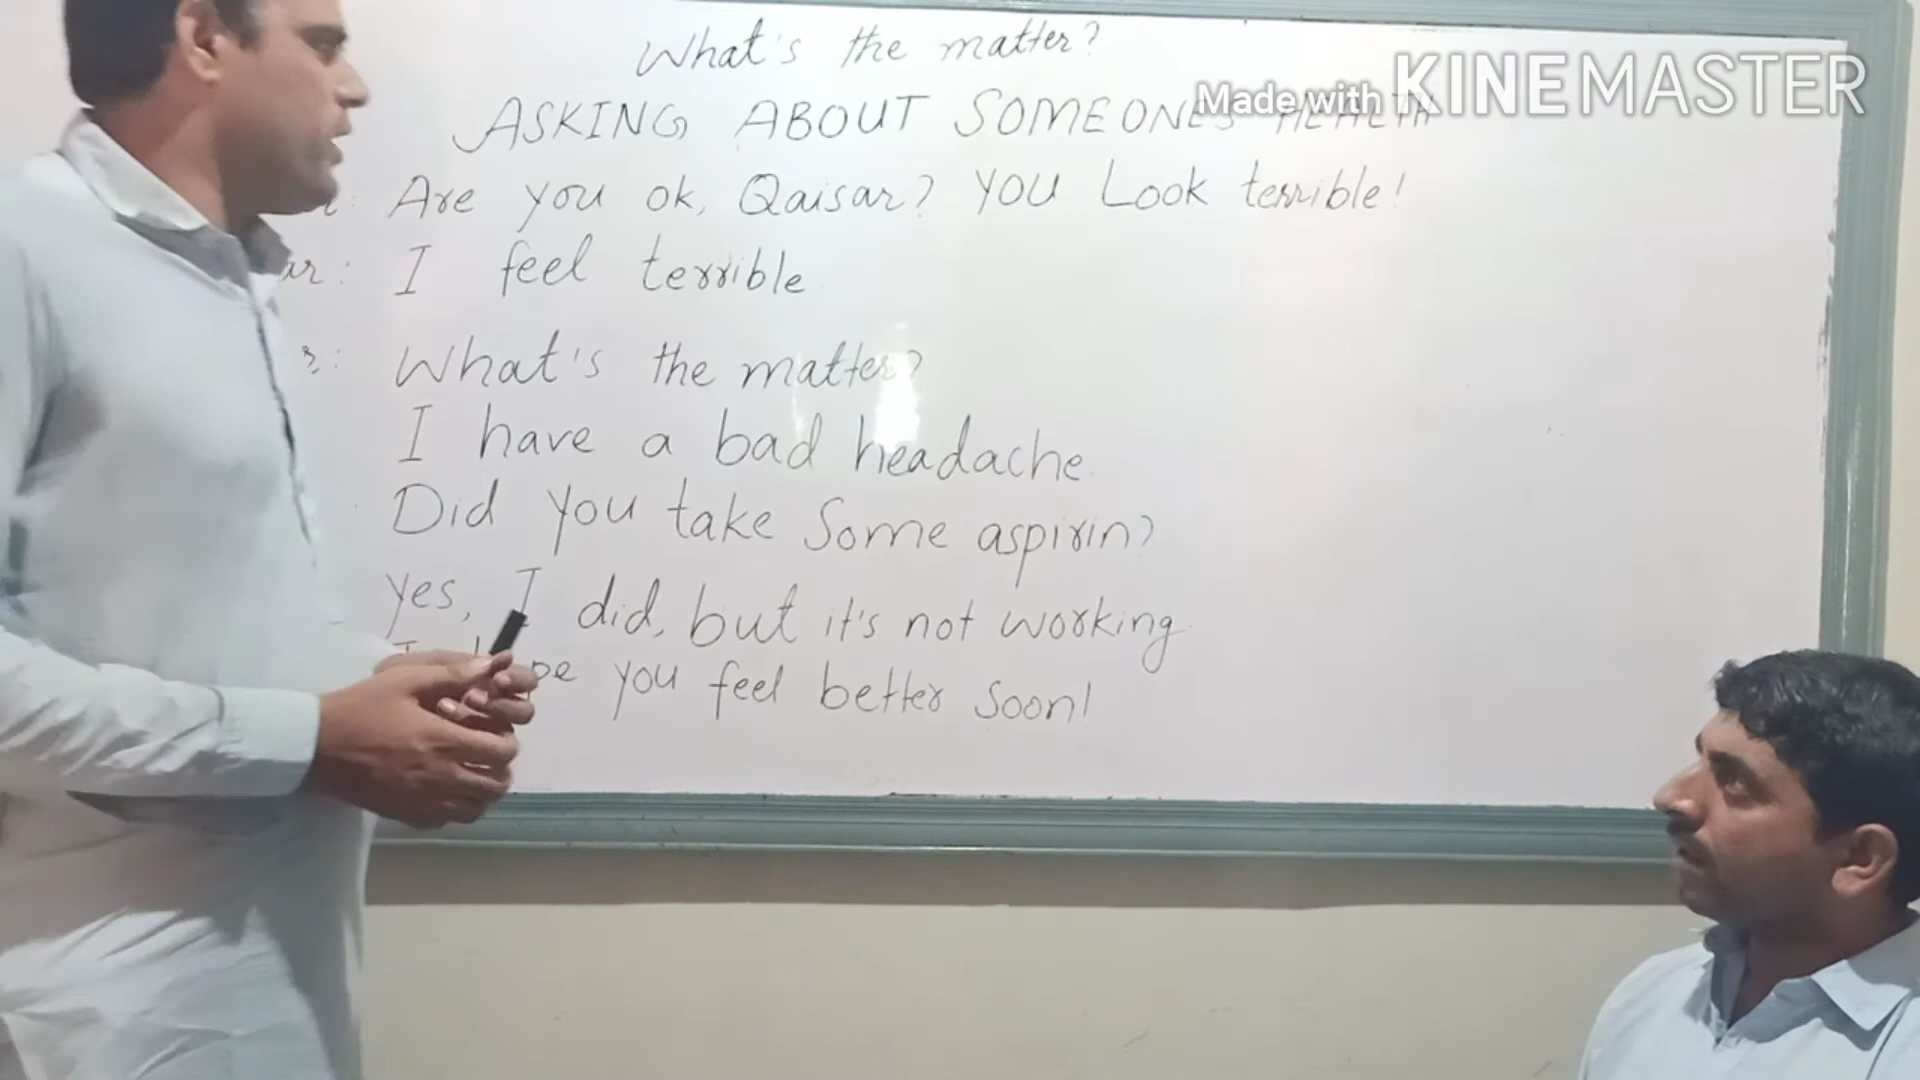 What's the matter?
Made with KINEMASTER
ASKING ABOUT SOMEONE'S HEALTH
Are you ok, Qaisar? You Look terrible!
I feel terrible
What's the matter?
I have a bad headache.
Did you take Some aspirin?
Yes, I did, but it's not working.
you feel better soon!